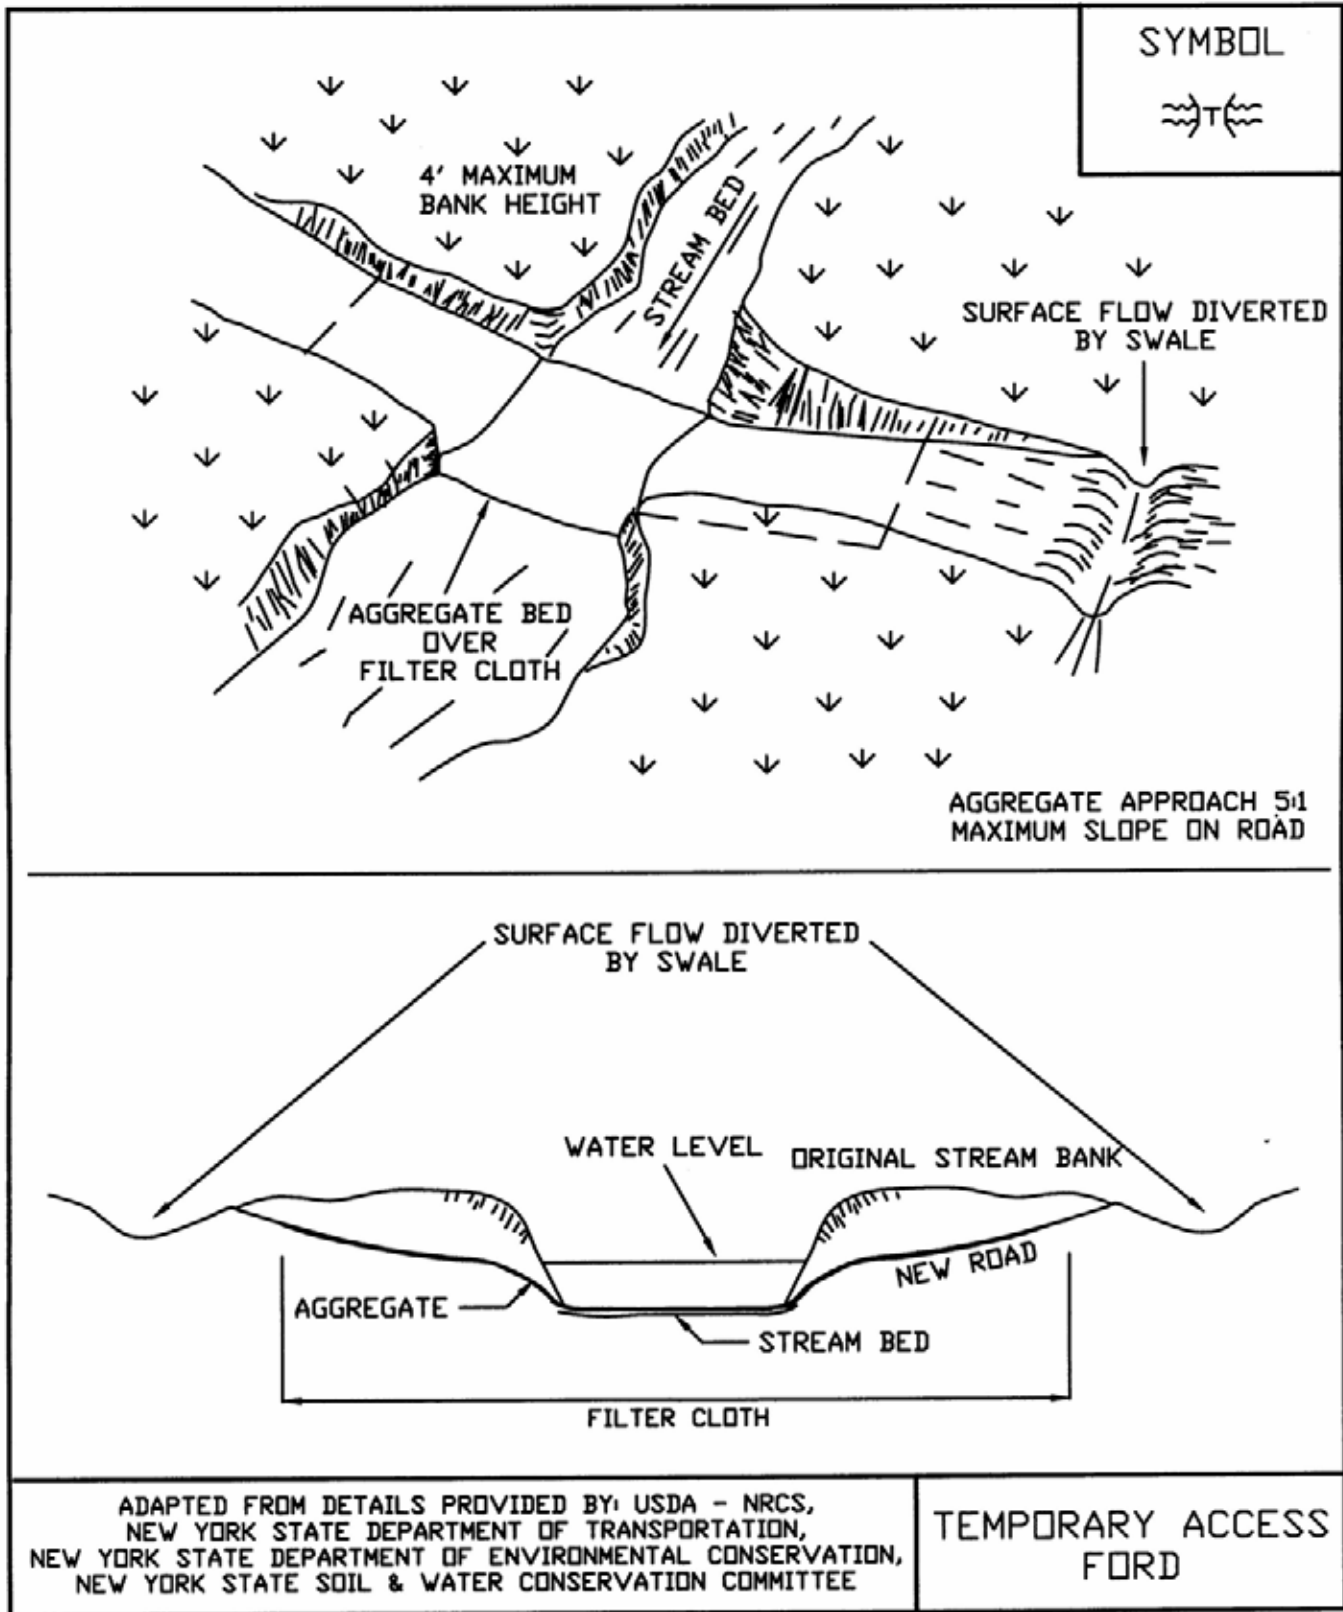 SYMBOL
T
4' MAXIMUM
BANK HEIGHT
STREAM BED
SURFACE FLOW DIVERTED
BY SWALE
AGGREGATE BED
OVER
FILTER CLOTH
AGGREGATE APPROACH 5:1
MAXIMUM SLOPE ON ROAD
SURFACE FLOW DIVERTED
BY SWALE
WATER LEVEL
ORIGINAL STREAM BANK
NEW ROAD
AGGREGATE
STREAM BED
FILTER CLOTH
ADAPTED FROM DETAILS PROVIDED BY: USDA - NRCS,
NEW YORK STATE DEPARTMENT OF TRANSPORTATION,
NEW YORK STATE DEPARTMENT OF ENVIRONMENTAL CONSERVATION,
NEW YORK STATE SOIL & WATER CONSERVATION COMMITTEE
TEMPORARY ACCESS
FORD